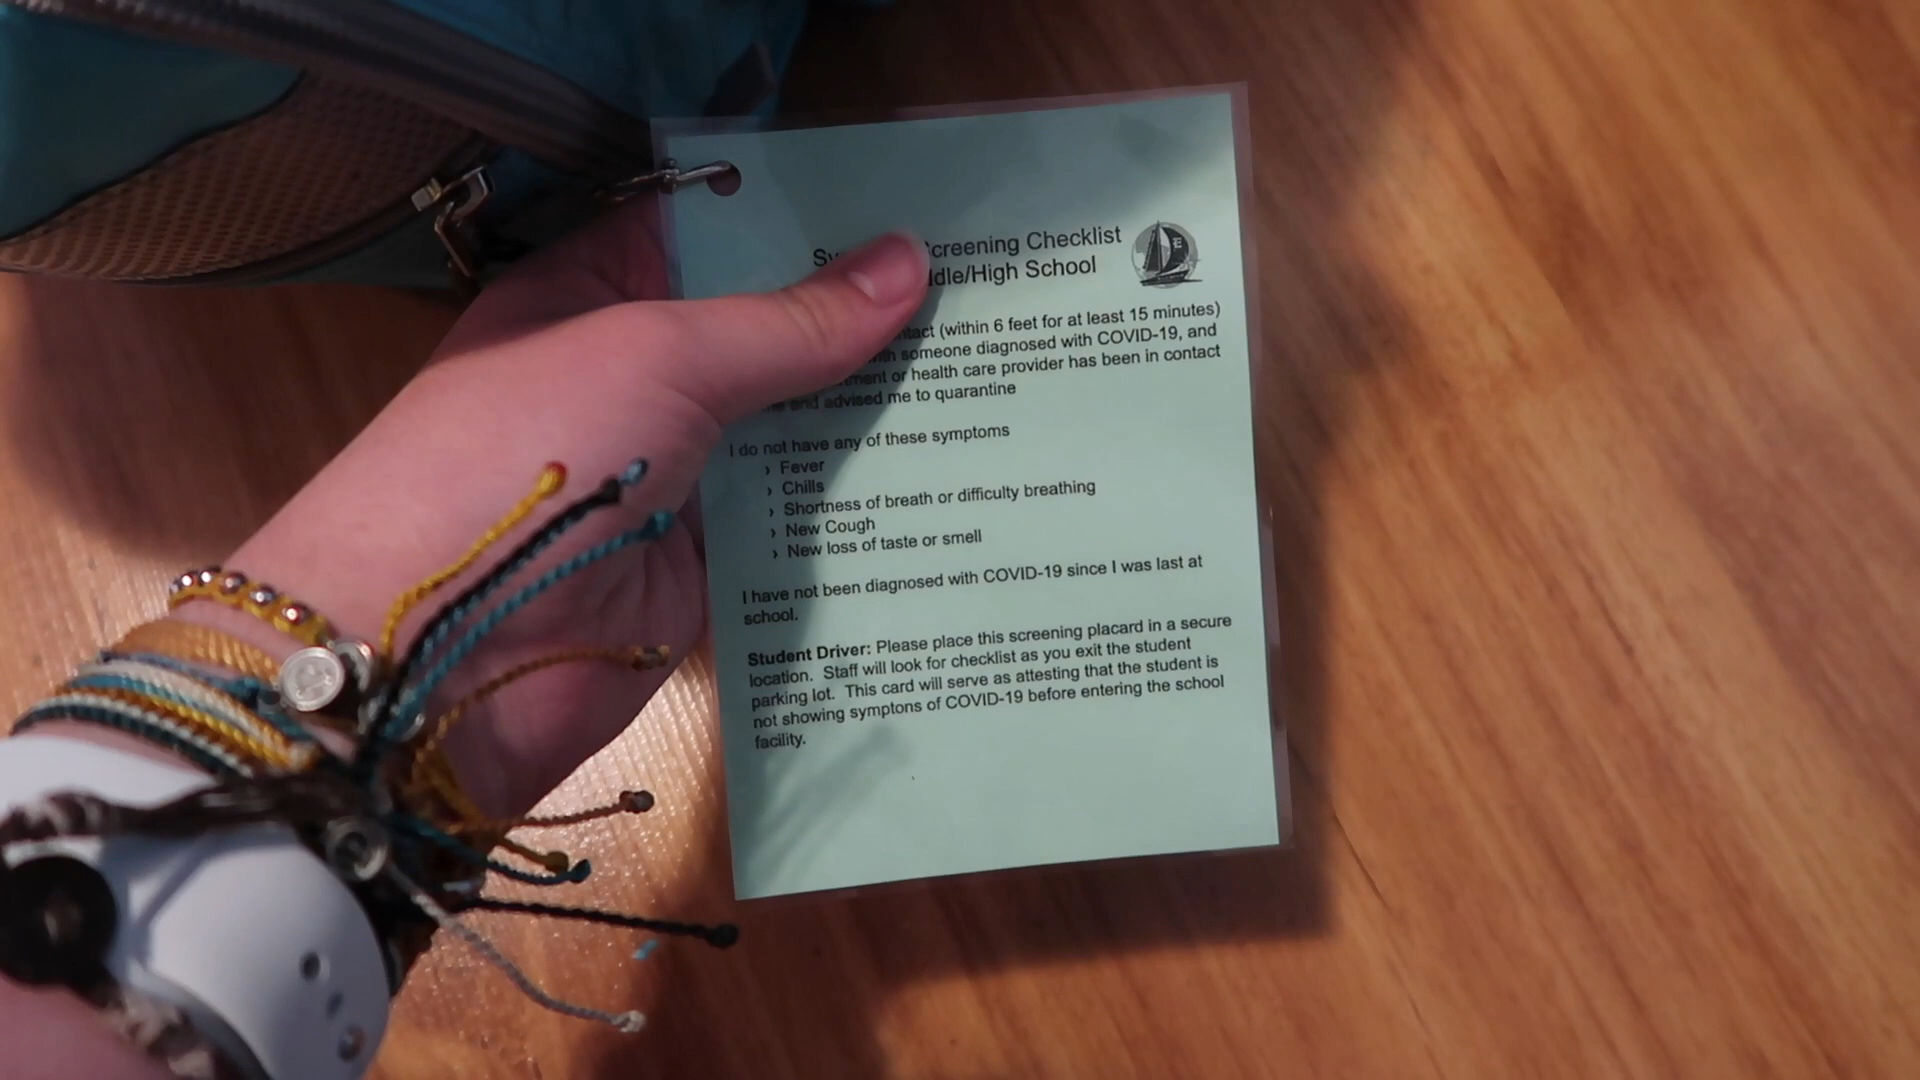 Screening Checklist
/High School
E
(within 6 feet for at least 15 minutes)
someone diagnosed with COVID-19, and
or health care provider has been in contact
and advised me to quarantine
I do not have any of these symptoms
› Fever
› Chills
› Shortness of breath or difficulty breathing
› New Cough
› New loss of taste or smell
I have not been diagnosed with COVID-19 since I was last at
school.
Student Driver: Please place this screening placard in a secure
location. Staff will look for checklist as you exit the student
parking lot. This card will serve as attesting that the student is
not showing symptons of COVID-19 before entering the school
facility.